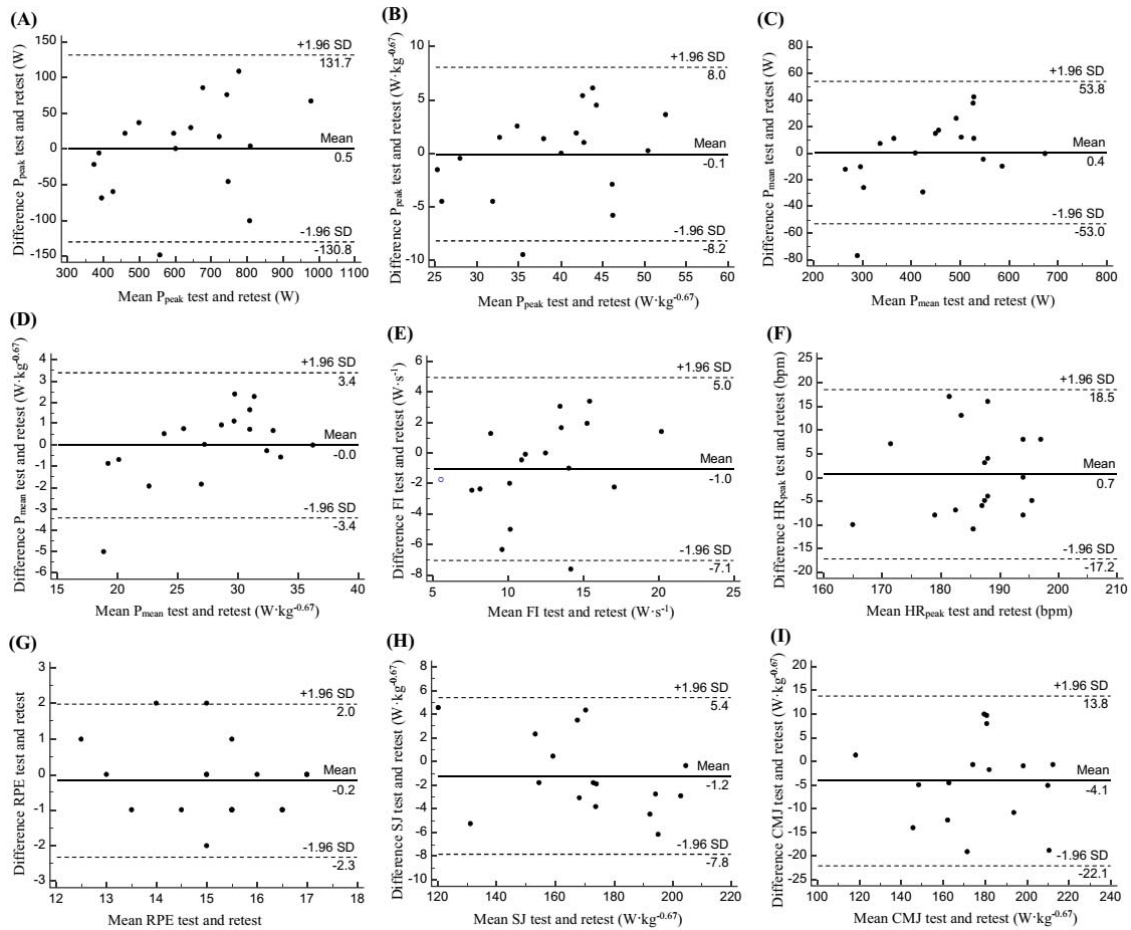 (A)
Difference Ppeak test and retest (W)
150
100
50
0
-50
-100
-150
+1.96 SD
131.7
Mean
0.5
-1.96 SD
-130.8
300 400 500 600 700 800 900 1000 1100
Mean Ppeak test and retest (W)
(B)
Difference Ppeak test and retest (W·kg-0.67)
10
5
0
-5
-10
+1.96 SD
8.0
Mean
-0.1
-1.96 SD
-8.2
25 30 35 40 45 50 55 60
Mean Ppeak test and retest (W·kg-0.67)
(C)
Difference Pmean test and retest (W)
80
60
40
20
0
-20
-40
-60
-80
+1.96 SD
53.8
Mean
0.4
-1.96 SD
-53.0
200 300 400 500 600 700 800
Mean Pmean test and retest (W)
(D)
Difference Pmean test and retest (W·kg-0.67)
4
3
2
1
0
-1
-2
-3
-4
-5
-6
+1.96 SD
3.4
Mean
-0.0
-1.96 SD
-3.4
15 20 25 30 35 40
Mean Pmean test and retest (W·kg-0.67)
(E)
Difference FI test and retest (W·s-1)
6
4
2
0
-2
-4
-6
-8
+1.96 SD
5.0
Mean
-1.0
-1.96 SD
-7.1
5 10 15 20 25
Mean FI test and retest (W·s-1)
(F)
Difference HRpeak test and retest (bpm)
25
20
15
10
5
0
-5
-10
-15
-20
+1.96 SD
18.5
Mean
0.7
-1.96 SD
-17.2
160 170 180 190 200 210
Mean HRpeak test and retest (bpm)
(G)
Difference RPE test and retest
3
2
1
0
-1
-2
-3
+1.96 SD
2.0
Mean
-0.2
-1.96 SD
-2.3
12 13 14 15 16 17 18
Mean RPE test and retest
(H)
Difference SJ test and retest (W·kg-0.67)
8
6
4
2
0
-2
-4
-6
-8
-10
+1.96 SD
5.4
Mean
-1.2
-1.96 SD
-7.8
120 140 160 180 200 220
Mean SJ test and retest (W·kg-0.67)
(I)
Difference CMJ test and retest (W·kg-0.67)
20
15
10
5
0
-5
-10
-15
-20
-25
+1.96 SD
13.8
Mean
-4.1
-1.96 SD
-22.1
100 120 140 160 180 200 220 240
Mean CMJ test and retest (W·kg-0.67)